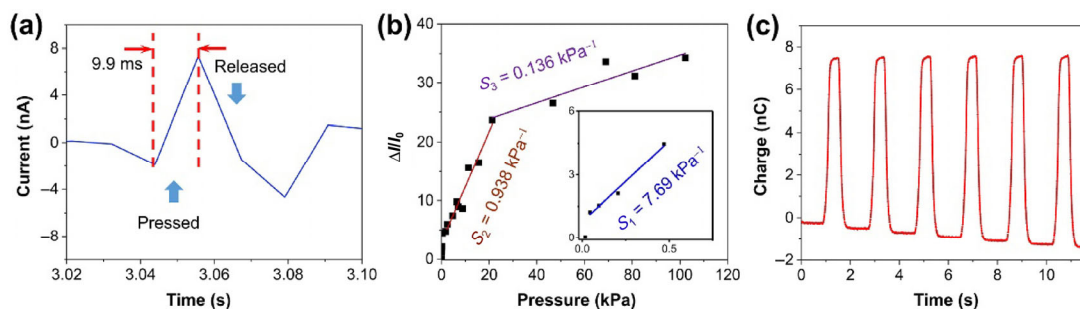 (a)
Current (nA)
8
4
0
–4
–8
9.9 ms
Released
Pressed
3.02
3.04
3.06
3.08
3.10
Time (s)
(b)
ΔI/I0
40
30
20
10
0
S3 = 0.136 kPa–1
S2 = 0.938 kPa–1
6
3
0
S1 = 7.69 kPa–1
0.0
0.5
0
20
40
60
80
100
120
Pressure (kPa)
(c)
Charge (nC)
8
6
4
2
0
–2
0
2
4
6
8
10
Time (s)